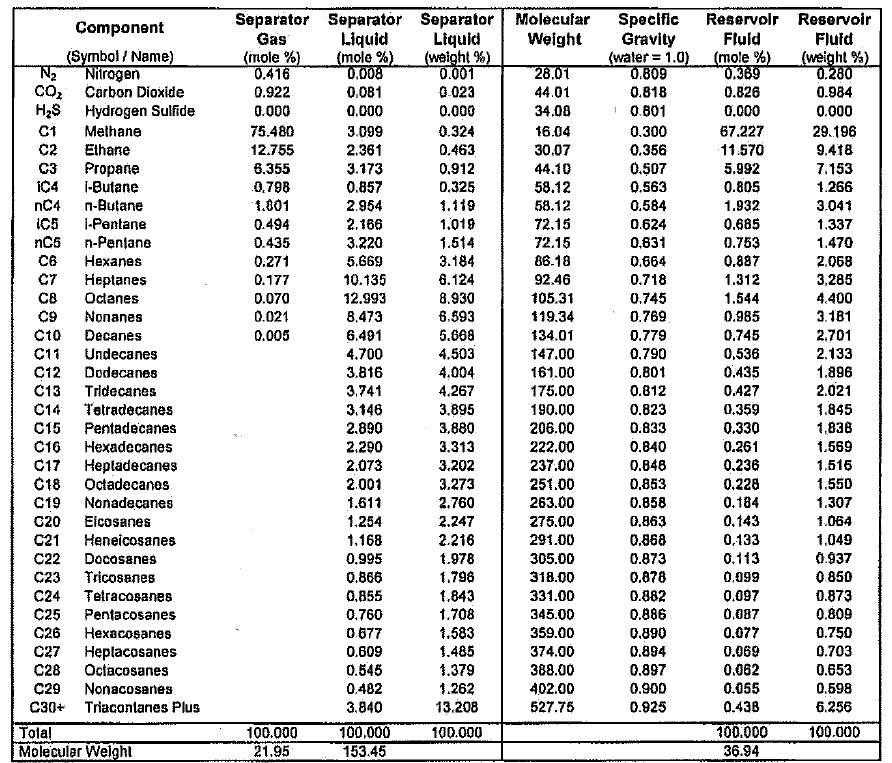 Component Separator Separator Separator Molecular Specific Reservoir Reservoir
Gas Liquid Liquid Weight Gravity Fluid Fluid
(Symbol / Name) (mole %) (mole %) (weight %) (water = 1.0) (mole %) (weight %)
N2 Nitrogen 0.416 0.008 0.001 28.01 0.809 0.369 0.280
CO2 Carbon Dioxide 0.922 0.081 0.023 44.01 0.818 0.826 0.984
H2S Hydrogen Sulfide 0.000 0.000 0.000 34.08 0.801 0.000 0.000
C1 Methane 75.480 3.099 0.324 16.04 0.300 67.227 29.196
C2 Ethane 12.755 2.361 0.463 30.07 0.356 11.570 9.418
C3 Propane 6.355 3.173 0.912 44.10 0.507 5.992 7.153
iC4 i-Butane 0.798 0.857 0.325 58.12 0.563 0.805 1.266
nC4 n-Butane 1.801 2.954 1.119 58.12 0.584 1.932 3.041
iC5 i-Pentane 0.494 2.166 1.019 72.15 0.624 0.685 1.337
nC5 n-Pentane 0.435 3.220 1.514 72.15 0.631 0.753 1.470
C6 Hexanes 0.271 5.669 3.184 86.18 0.664 0.887 2.068
C7 Heptanes 0.177 10.135 6.124 92.46 0.718 1.312 3.285
C8 Octanes 0.070 12.993 8.930 105.31 0.745 1.544 4.400
C9 Nonanes 0.021 8.473 6.593 119.34 0.769 0.985 3.181
C10 Decanes 0.005 6.491 5.668 134.01 0.779 0.745 2.701
C11 Undecanes 4.700 4.503 147.00 0.790 0.536 2.133
C12 Dodecanes 3.816 4.004 161.00 0.801 0.435 1.896
C13 Tridecanes 3.741 4.267 175.00 0.812 0.427 2.021
C14 Tetradecanes 3.146 3.895 190.00 0.823 0.359 1.845
C15 Pentadecanes 2.890 3.880 206.00 0.833 0.330 1.838
C16 Hexadecanes 2.290 3.313 222.00 0.840 0.261 1.569
C17 Heptadecanes 2.073 3.202 237.00 0.848 0.236 1.516
C18 Octadecanes 2.001 3.273 251.00 0.853 0.228 1.550
C19 Nonadecanes 1.611 2.760 263.00 0.858 0.184 1.307
C20 Eicosanes 1.254 2.247 275.00 0.863 0.143 1.064
C21 Heneicosanes 1.168 2.216 291.00 0.868 0.133 1.049
C22 Docosanes 0.995 1.978 305.00 0.873 0.113 0.937
C23 Tricosanes 0.866 1.796 318.00 0.878 0.099 0.850
C24 Tetracosanes 0.855 1.843 331.00 0.882 0.097 0.873
C25 Pentacosanes 0.760 1.708 345.00 0.886 0.087 0.809
C26 Hexacosanes 0.677 1.583 359.00 0.890 0.077 0.750
C27 Heptacosanes 0.609 1.485 374.00 0.894 0.069 0.703
C28 Octacosanes 0.545 1.379 388.00 0.897 0.062 0.653
C29 Nonacosanes 0.482 1.262 402.00 0.900 0.055 0.598
C30+ Triacontanes Plus 3.840 13.208 527.75 0.925 0.438 6.256
Total 100.000 100.000 100.000 100.000 100.000
Molecular Weight 21.95 153.45 36.94